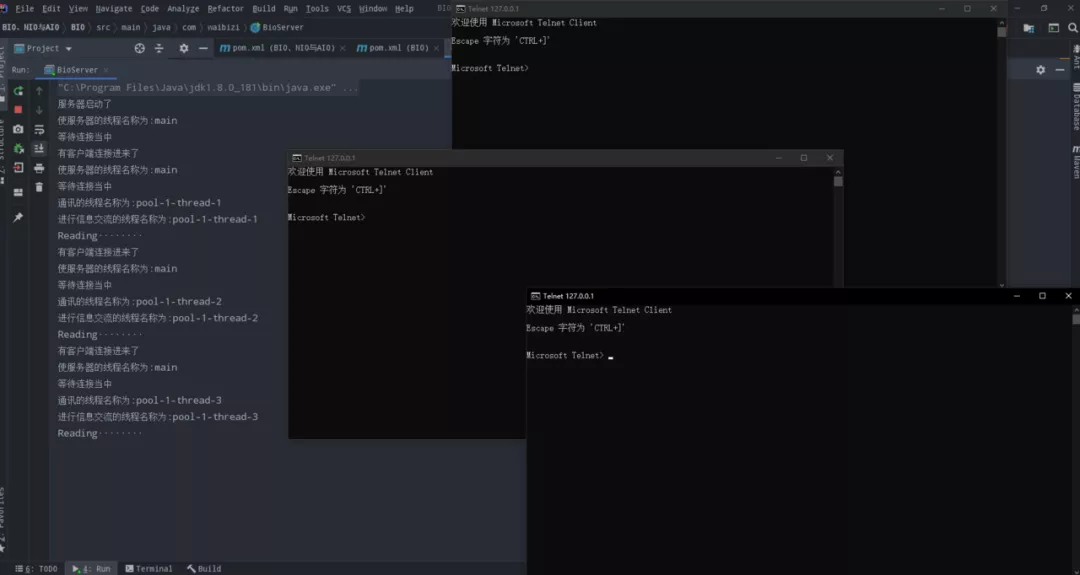 File Edit View Navigate Code Analyze Refactor Build Run Tools VCS Window Help
BIO、NIO与AIO BIO src main java com waibizi BioServer
Project
pom.xml (BIO、NIO与AIO)
pom.xml (BIO)
Run: BioServer
"C:\Program Files\Java\jdk1.8.0_181\bin\java.exe" ...
服务器启动了
使服务器的线程名称为:main
等待连接当中
有客户端连接进来了
使服务器的线程名称为:main
等待连接当中
通讯的线程名称为:pool-1-thread-1
进行信息交流的线程名称为:pool-1-thread-1
Reading········
有客户端连接进来了
使服务器的线程名称为:main
等待连接当中
通讯的线程名称为:pool-1-thread-2
进行信息交流的线程名称为:pool-1-thread-2
Reading········
有客户端连接进来了
使服务器的线程名称为:main
等待连接当中
通讯的线程名称为:pool-1-thread-3
进行信息交流的线程名称为:pool-1-thread-3
Reading········
Telnet 127.0.0.1
欢迎使用 Microsoft Telnet Client
Escape 字符为 'CTRL+]'
Microsoft Telnet>
Telnet 127.0.0.1
欢迎使用 Microsoft Telnet Client
Escape 字符为 'CTRL+]'
Microsoft Telnet>
Telnet 127.0.0.1
欢迎使用 Microsoft Telnet Client
Escape 字符为 'CTRL+]'
Microsoft Telnet>
Ant
Database
Maven
6: TODO
4: Run
Terminal
Build